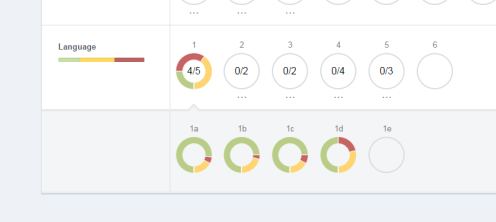 Language
1 2 3 4 5 6
4/5 0/2 0/2 0/4 0/3
... ... ... ...
1a 1b 1c 1d 1e